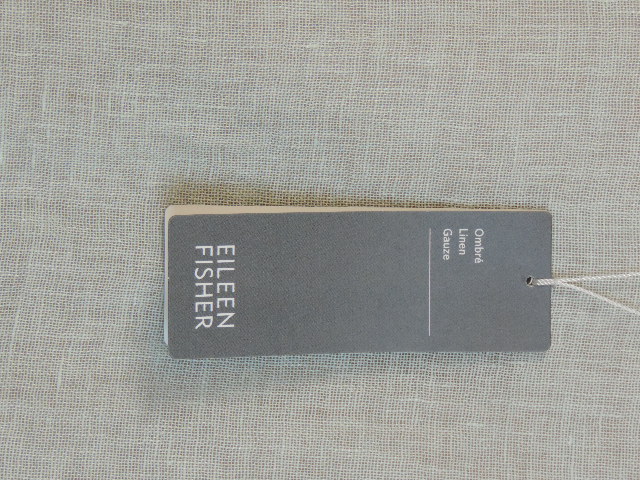 Ombré
Linen
Gauze
EILEEN
FISHER